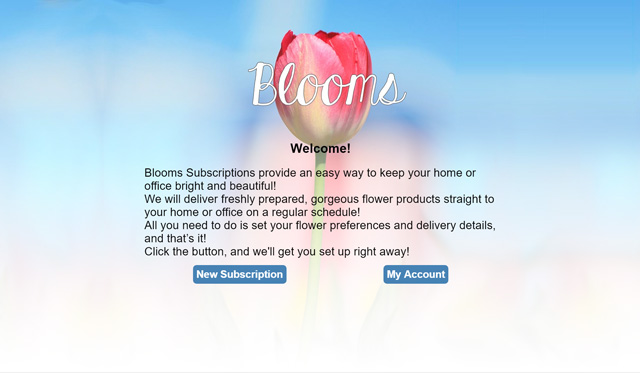 Blooms
Welcome!
Blooms Subscriptions provide an easy way to keep your home or
office bright and beautiful!
We will deliver freshly prepared, gorgeous flower products straight to
your home or office on a regular schedule!
All you need to do is set your flower preferences and delivery details,
and that's it!
Click the button, and we'll get you set up right away!
New Subscription My Account